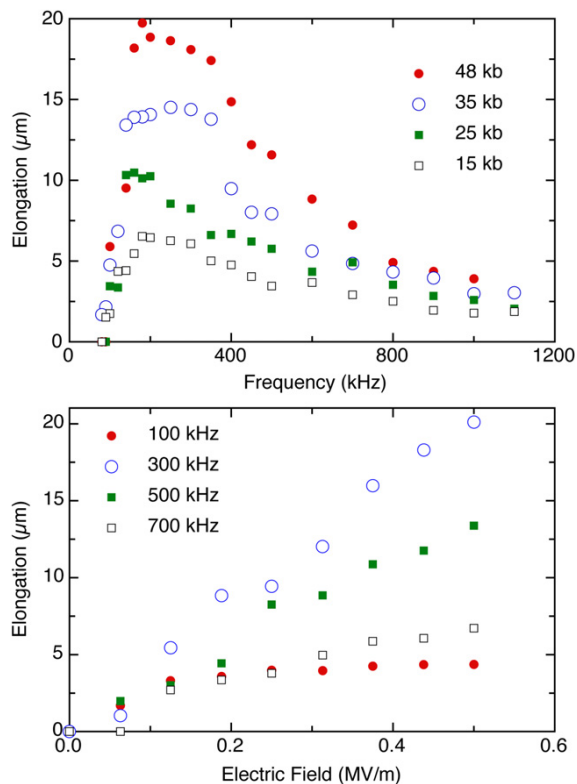 20
15
10
5
0
Elongation (μm)
48 kb
35 kb
25 kb
15 kb
0 400 800 1200
Frequency (kHz)
20
15
10
5
0
Elongation (μm)
100 kHz
300 kHz
500 kHz
700 kHz
0.0 0.2 0.4 0.6
Electric Field (MV/m)